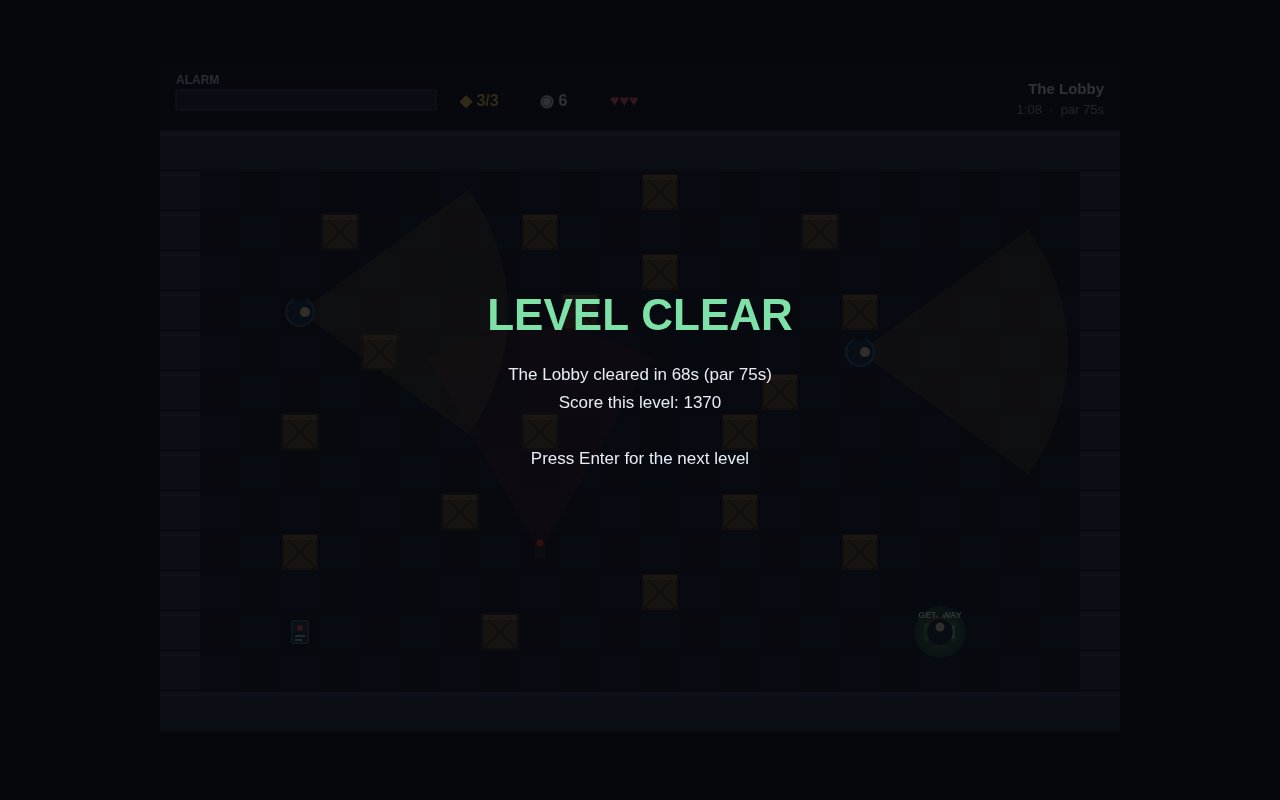 ALARM
◆ 3/3
◉ 6
♥♥♥
The Lobby
1:08 · par 75s
LEVEL CLEAR
The Lobby cleared in 68s (par 75s)
Score this level: 1370
Press Enter for the next level